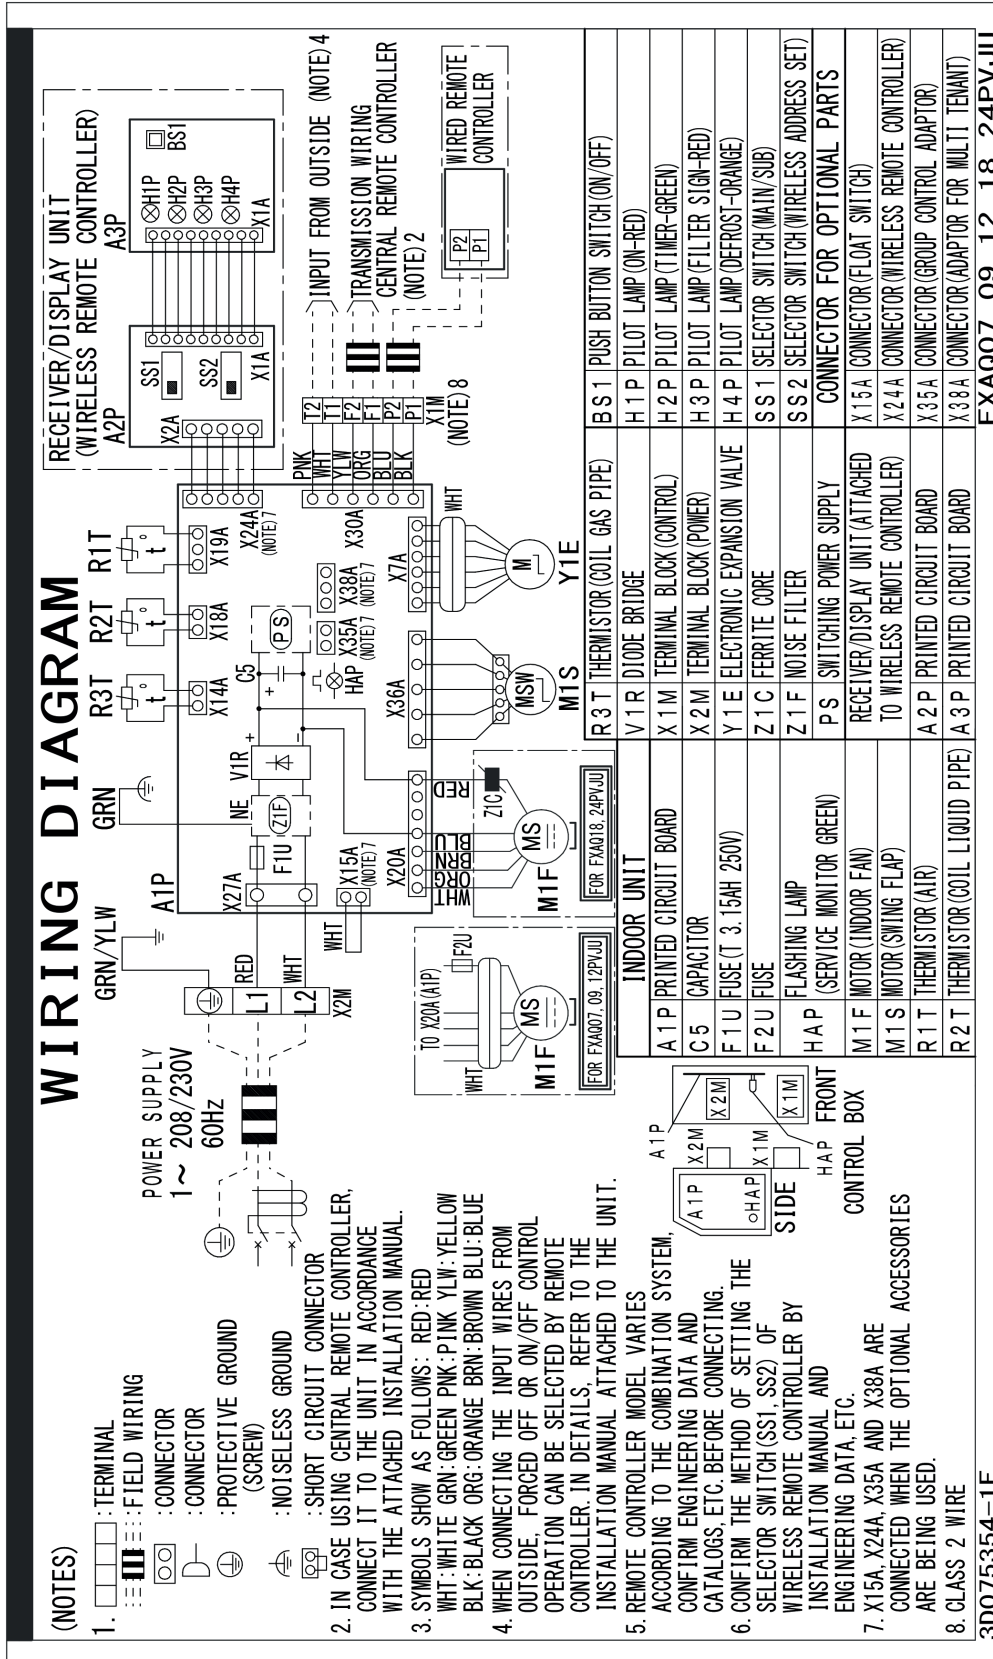 WIRING DIAGRAM
(NOTES)
1. :TERMINAL
:FIELD WIRING
:CONNECTOR
:CONNECTOR
:PROTECTIVE GROUND
(SCREW)
:NOISELESS GROUND
:SHORT CIRCUIT CONNECTOR
2. IN CASE USING CENTRAL REMOTE CONTROLLER,
CONNECT IT TO THE UNIT IN ACCORDANCE
WITH THE ATTACHED INSTALLATION MANUAL.
3. SYMBOLS SHOW AS FOLLOWS: RED:RED
WHT:WHITE GRN:GREEN PNK:PINK YLW:YELLOW
BLK:BLACK ORG:ORANGE BRN:BROWN BLU:BLUE
4. WHEN CONNECTING THE INPUT WIRES FROM
OUTSIDE, FORCED OFF OR ON/OFF CONTROL
OPERATION CAN BE SELECTED BY REMOTE
CONTROLLER. IN DETAILS, REFER TO THE
INSTALLATION MANUAL ATTACHED TO THE UNIT.
5. REMOTE CONTROLLER MODEL VARIES
ACCORDING TO THE COMBINATION SYSTEM,
CONFIRM ENGINEERING DATA AND
CATALOGS, ETC. BEFORE CONNECTING.
6. CONFIRM THE METHOD OF SETTING THE
SELECTOR SWITCH(SS1, SS2) OF
WIRELESS REMOTE CONTROLLER BY
INSTALLATION MANUAL AND
ENGINEERING DATA, ETC.
7. X15A, X24A, X35A AND X38A ARE
CONNECTED WHEN THE OPTIONAL ACCESSORIES
ARE BEING USED.
8. CLASS 2 WIRE
3D075354-1E
POWER SUPPLY
1~ 208/230V
60Hz
GRN/YLW
GRN
L1
L2
X2M
RED
WHT
WHT
A1P
X27A
F1U
NE
Z1F
V1R
+
-
C5
+
PS
X15A
(NOTE)7
X35A
(NOTE)7
X38A
(NOTE)7
HAP
R3T
t°
X14A
R2T
t°
X18A
R1T
t°
X19A
X24A
(NOTE)7
X30A
X20A
X36A
X7A
RECEIVER/DISPLAY UNIT
(WIRELESS REMOTE CONTROLLER)
A2P
A3P
X2A
SS1
SS2
X1A
X1A
H1P
H2P
H3P
H4P
BS1
PNK
WHT
YLW
ORG
BLU
BLK
T2
T1
F2
F1
P2
P1
X1M
(NOTE)8
INPUT FROM OUTSIDE (NOTE)4
TRANSMISSION WIRING
CENTRAL REMOTE CONTROLLER
(NOTE)2
P2
P1
WIRED REMOTE
CONTROLLER
TO X20A(A1P)
F2U
WHT
MS
M1F
FOR FXAQ07, 09, 12PVJU
WHT
ORG
BRN
BLU
RED
Z1C
MS
M1F
FOR FXAQ18, 24PVJU
MSW
M1S
WHT
M
Y1E
A1P
HAP
X2M
X1M
SIDE
A1P
X2M
X1M
HAP
FRONT
CONTROL BOX
INDOOR UNIT
A1P PRINTED CIRCUIT BOARD
C5 CAPACITOR
F1U FUSE(T 3.15AH 250V)
F2U FUSE
HAP FLASHING LAMP
(SERVICE MONITOR GREEN)
M1F MOTOR(INDOOR FAN)
M1S MOTOR(SWING FLAP)
R1T THERMISTOR(AIR)
R2T THERMISTOR(COIL LIQUID PIPE)
R3T THERMISTOR(COIL GAS PIPE)
V1R DIODE BRIDGE
X1M TERMINAL BLOCK(CONTROL)
X2M TERMINAL BLOCK(POWER)
Y1E ELECTRONIC EXPANSION VALVE
Z1C FERRITE CORE
Z1F NOISE FILTER
PS SWITCHING POWER SUPPLY
RECEIVER/DISPLAY UNIT(ATTACHED
TO WIRELESS REMOTE CONTROLLER)
A2P PRINTED CIRCUIT BOARD
A3P PRINTED CIRCUIT BOARD
BS1 PUSH BUTTON SWITCH(ON/OFF)
H1P PILOT LAMP(ON-RED)
H2P PILOT LAMP(TIMER-GREEN)
H3P PILOT LAMP(FILTER SIGN-RED)
H4P PILOT LAMP(DEFROST-ORANGE)
SS1 SELECTOR SWITCH(MAIN/SUB)
SS2 SELECTOR SWITCH(WIRELESS ADDRESS SET)
CONNECTOR FOR OPTIONAL PARTS
X15A CONNECTOR(FLOAT SWITCH)
X24A CONNECTOR(WIRELESS REMOTE CONTROLLER)
X35A CONNECTOR(GROUP CONTROL ADAPTOR)
X38A CONNECTOR(ADAPTOR FOR MULTI TENANT)
FXAQ07, 09, 12, 18, 24PVJU